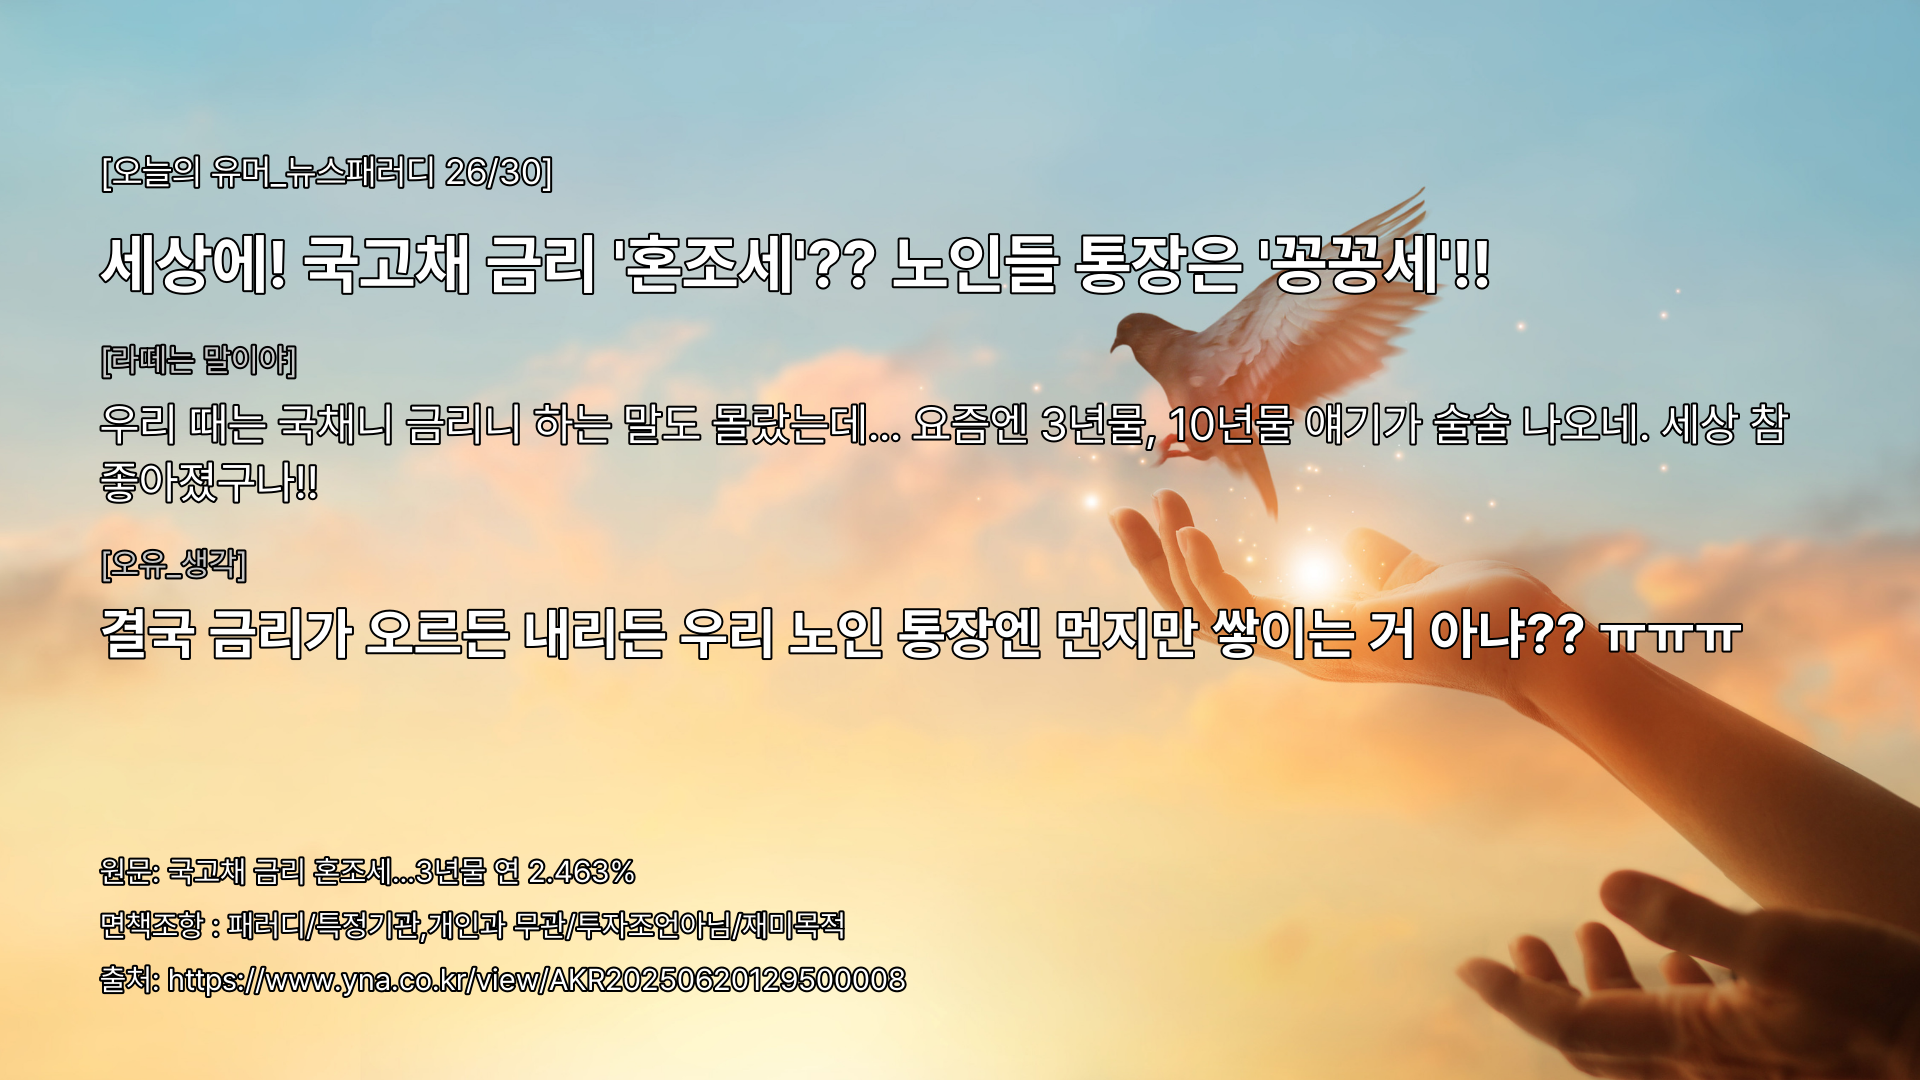 [오늘의 유머_뉴스패러디 26/30]
세상에! 국고채 금리 '혼조세'?? 노인들 통장은 '꽁꽁세'!!
[라떼는 말이야]
우리 때는 국채니 금리니 하는 말도 몰랐는데... 요즘엔 3년물, 10년물 얘기가 술술 나오네. 세상 참
좋아졌구나!!
[오유_생각]
결국 금리가 오르든 내리든 우리 노인 통장엔 먼지만 쌓이는 거 아냐?? ㅠㅠㅠ
원문: 국고채 금리 혼조세...3년물 연 2.463%
면책조항 : 패러디/특정기관,개인과 무관/투자조언아님/재미목적
출처: https://www.yna.co.kr/view/AKR20250620129500008